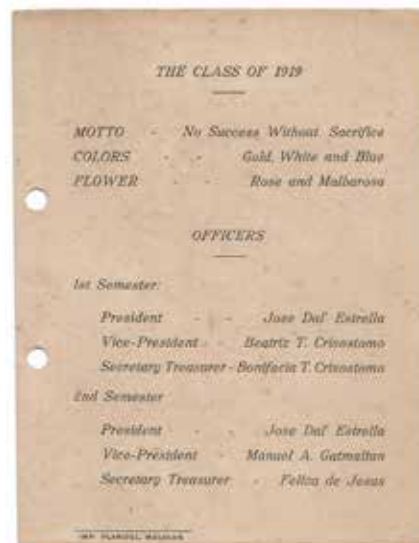 THE CLASS OF 1919
MOTTO - No Success Without Sacrifice
COLORS - - Gold, White and Blue
FLOWER - - Rose and Malbarosa
OFFICERS
1st Semester:
President - - Jose Dal' Estrella
Vice-President - Beatriz T. Crisostomo
Secretary Treasurer - Bonifacia T. Crisostomo
2nd Semester
President - - Jose Dal' Estrella
Vice-President - Manuel A. Gatmaitan
Secretary Treasurer - Feliza de Jesus